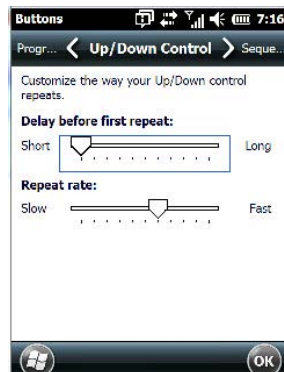 Buttons 7:16
Progr... Up/Down Control Seque...
Customize the way your Up/Down control
repeats.
Delay before first repeat:
Short Long
Repeat rate:
Slow Fast
OK